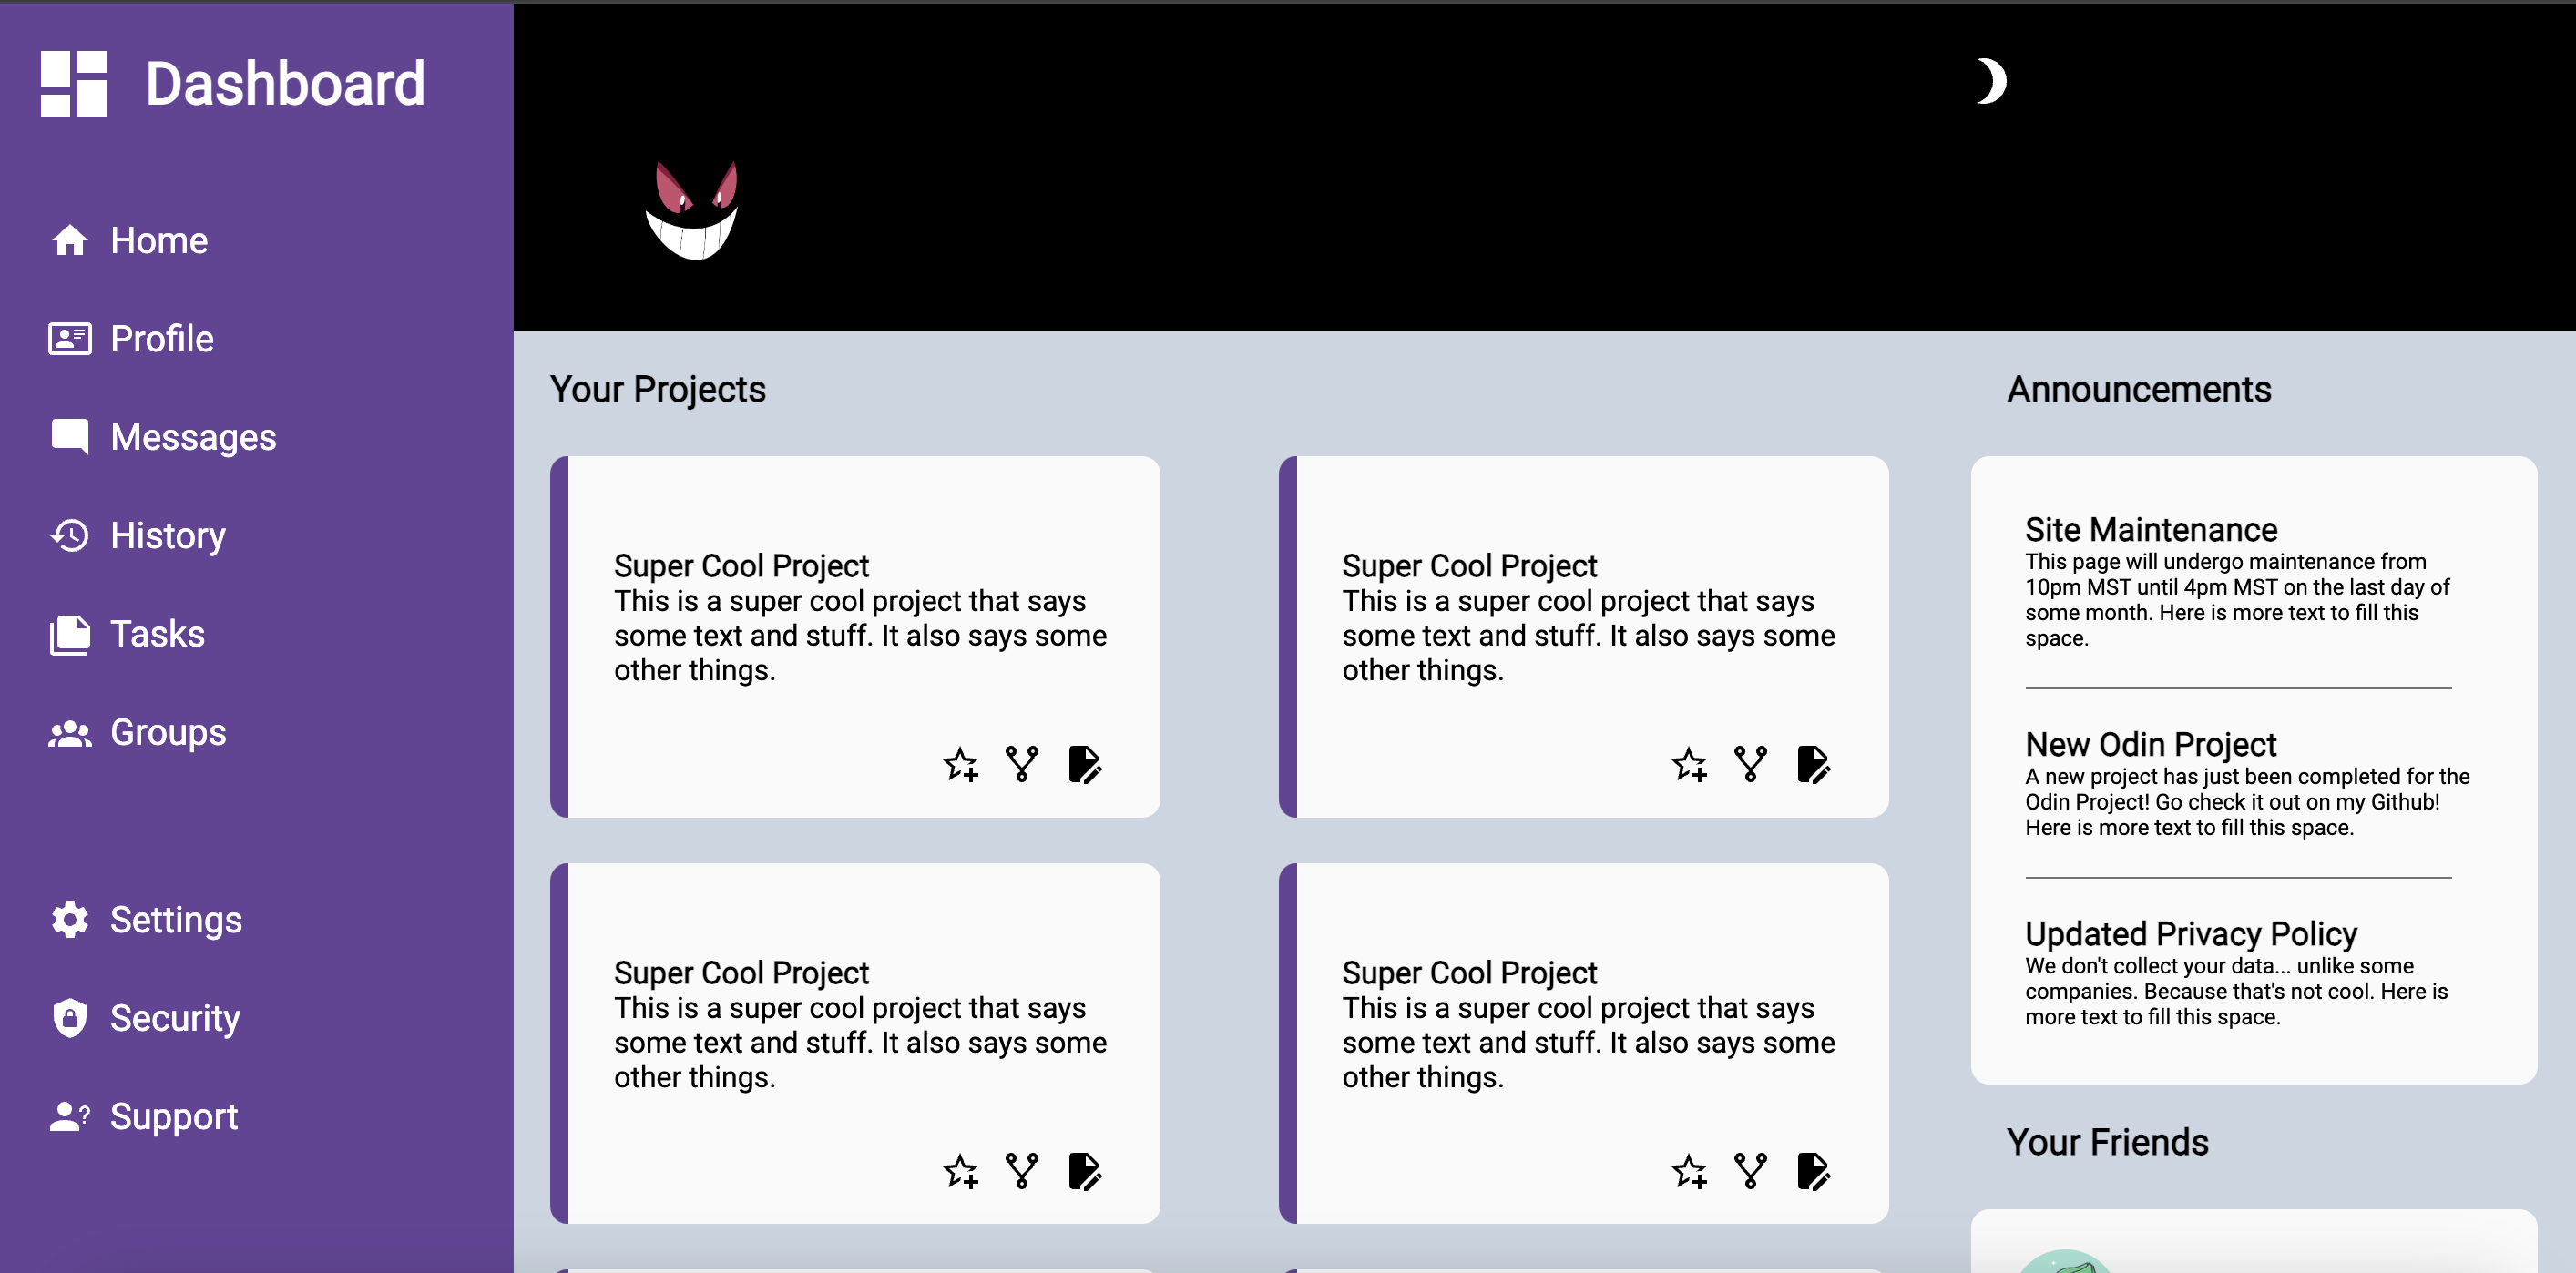 Dashboard
Home
Profile
Messages
History
Tasks
Groups
Settings
Security
Support
Your Projects
Super Cool Project
This is a super cool project that says
some text and stuff. It also says some
other things.
Super Cool Project
This is a super cool project that says
some text and stuff. It also says some
other things.
Super Cool Project
This is a super cool project that says
some text and stuff. It also says some
other things.
Super Cool Project
This is a super cool project that says
some text and stuff. It also says some
other things.
Announcements
Site Maintenance
This page will undergo maintenance from
10pm MST until 4pm MST on the last day of
some month. Here is more text to fill this
space.
New Odin Project
A new project has just been completed for the
Odin Project! Go check it out on my Github!
Here is more text to fill this space.
Updated Privacy Policy
We don't collect your data... unlike some
companies. Because that's not cool. Here is
more text to fill this space.
Your Friends